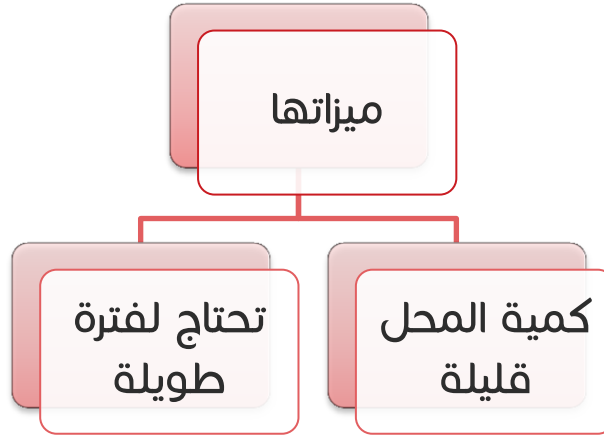 ميزاتها
كمية المحل
قليلة
تحتاج لفترة
طويلة